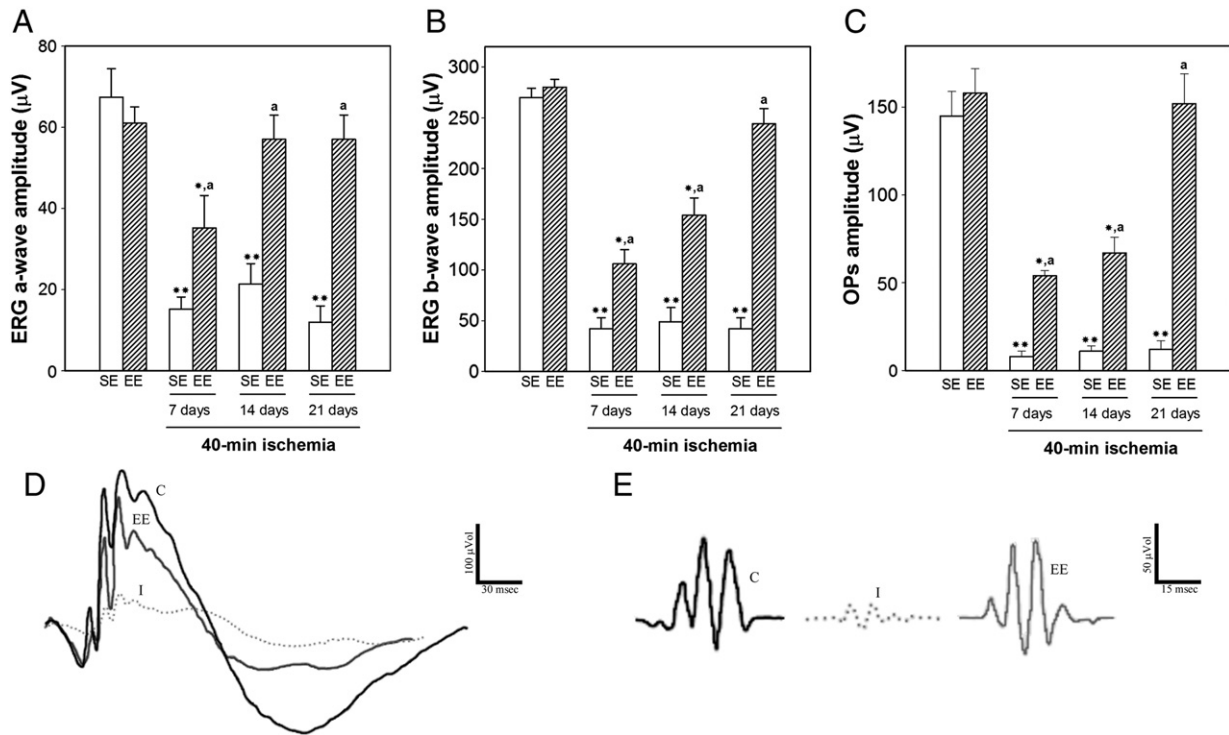 A
ERG a-wave amplitude (µV)
80
60
40
20
0
*,a
a
a
**
**
**
SE EE SE EE SE EE SE EE
7 days 14 days 21 days
40-min ischemia
B
ERG b-wave amplitude (µV)
300
250
200
150
100
50
0
*,a
*,a
a
**
**
**
SE EE SE EE SE EE SE EE
7 days 14 days 21 days
40-min ischemia
C
OPs amplitude (µV)
150
100
50
0
*,a
*,a
a
**
**
**
SE EE SE EE SE EE SE EE
7 days 14 days 21 days
40-min ischemia
D
C
EE
I
100 µVol
30 msec
E
C
I
EE
50 µVol
15 msec